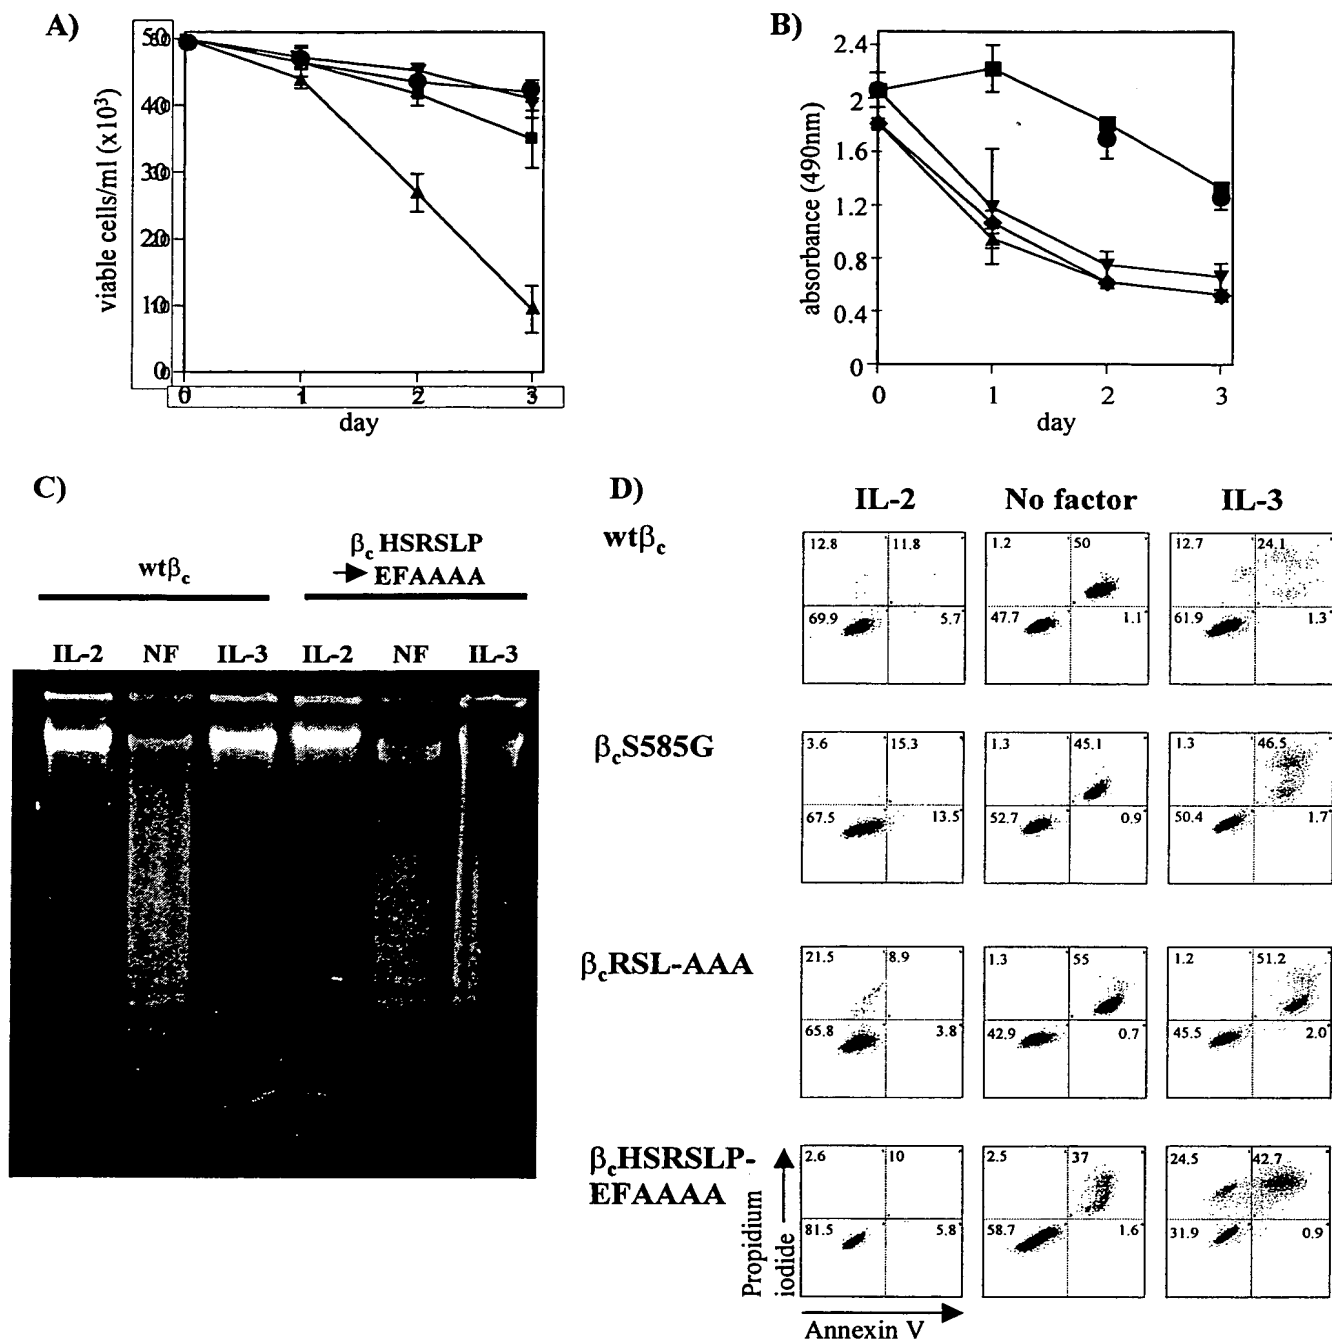 A)
viable cells/ml (x10³)
50
40
30
20
10
0
0 1 2 3
day
B)
absorbance (490nm)
2.4
2
1.6
1.2
0.8
0.4
0
0 1 2 3
day
C)
wtβc
βc HSRSLP
→ EFAAAA
IL-2 NF IL-3 IL-2 NF IL-3
D)
IL-2 No factor IL-3
wtβc
12.8 11.8 1.2 50 12.7 24.1
69.9 5.7 47.7 1.1 61.9 1.3
βcS585G
3.6 15.3 1.3 45.1 1.3 46.5
67.5 13.5 52.7 0.9 50.4 1.7
βcRSL-AAA
21.5 8.9 1.3 55 1.2 51.2
65.8 3.8 42.9 0.7 45.5 2.0
βcHSRSLP-
EFAAAA
2.6 10 2.5 37 24.5 42.7
81.5 5.8 58.7 1.6 31.9 0.9
Propidium
iodide
Annexin V